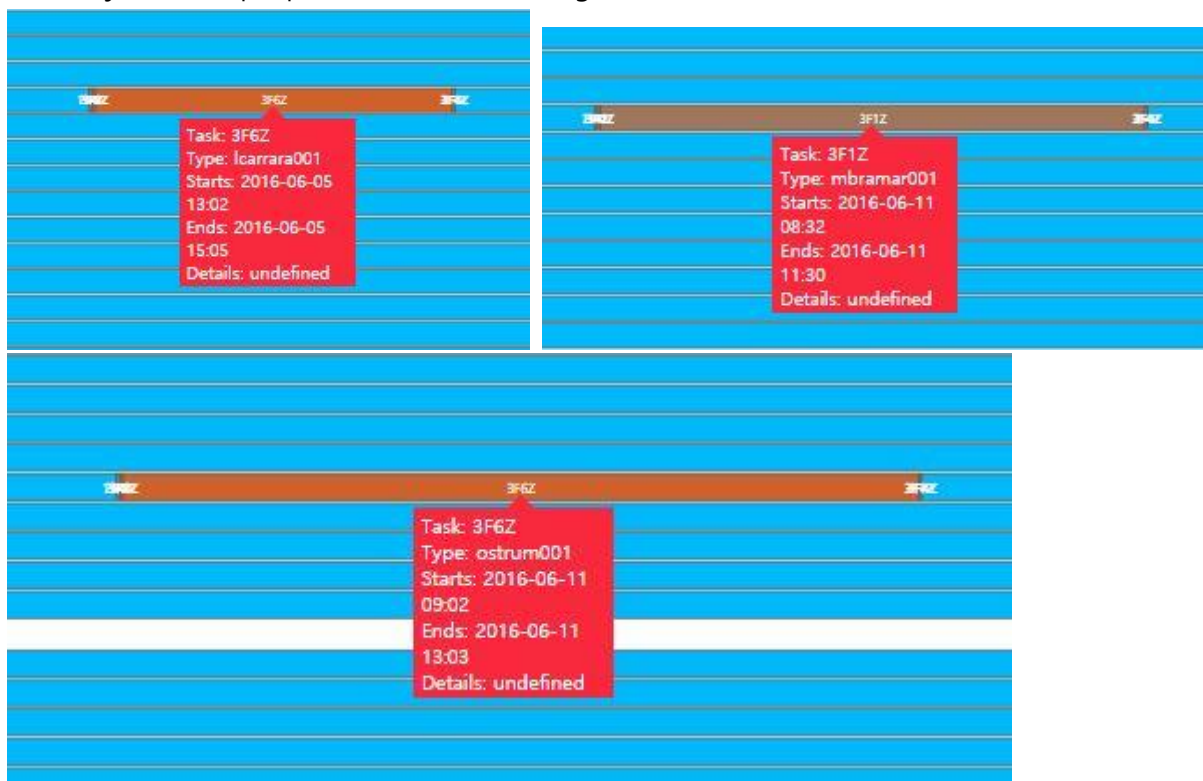 3F6Z
Task: 3F6Z
Type: lcarrara001
Starts: 2016-06-05
13:02
Ends: 2016-06-05
15:05
Details: undefined
3F1Z
Task: 3F1Z
Type: mbramar001
Starts: 2016-06-11
08:32
Ends: 2016-06-11
11:30
Details: undefined
3F6Z
Task: 3F6Z
Type: ostrum001
Starts: 2016-06-11
09:02
Ends: 2016-06-11
13:03
Details: undefined